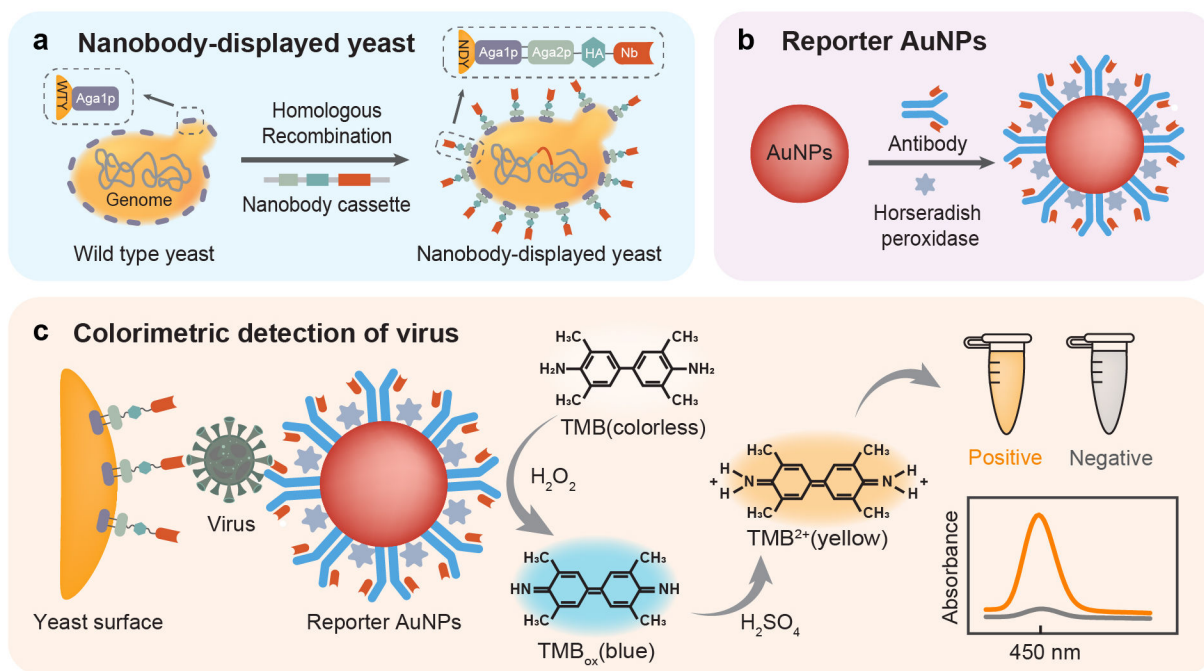 a Nanobody-displayed yeast
WTY Aga1p
NDY Aga1p Aga2p HA Nb
Genome
Wild type yeast
Homologous
Recombination
Nanobody cassette
Nanobody-displayed yeast
b Reporter AuNPs
AuNPs
Antibody
Horseradish
peroxidase
c Colorimetric detection of virus
Yeast surface
Virus
Reporter AuNPs
H₃C CH₃
H₂N NH₂
H₃C CH₃
TMB(colorless)
H₂O₂
H₃C CH₃
HN NH
H₃C CH₃
TMBₒₓ(blue)
H₂SO₄
H₃C CH₃
H H
+ N N +
H H
H₃C CH₃
TMB²⁺(yellow)
Positive Negative
Absorbance
450 nm